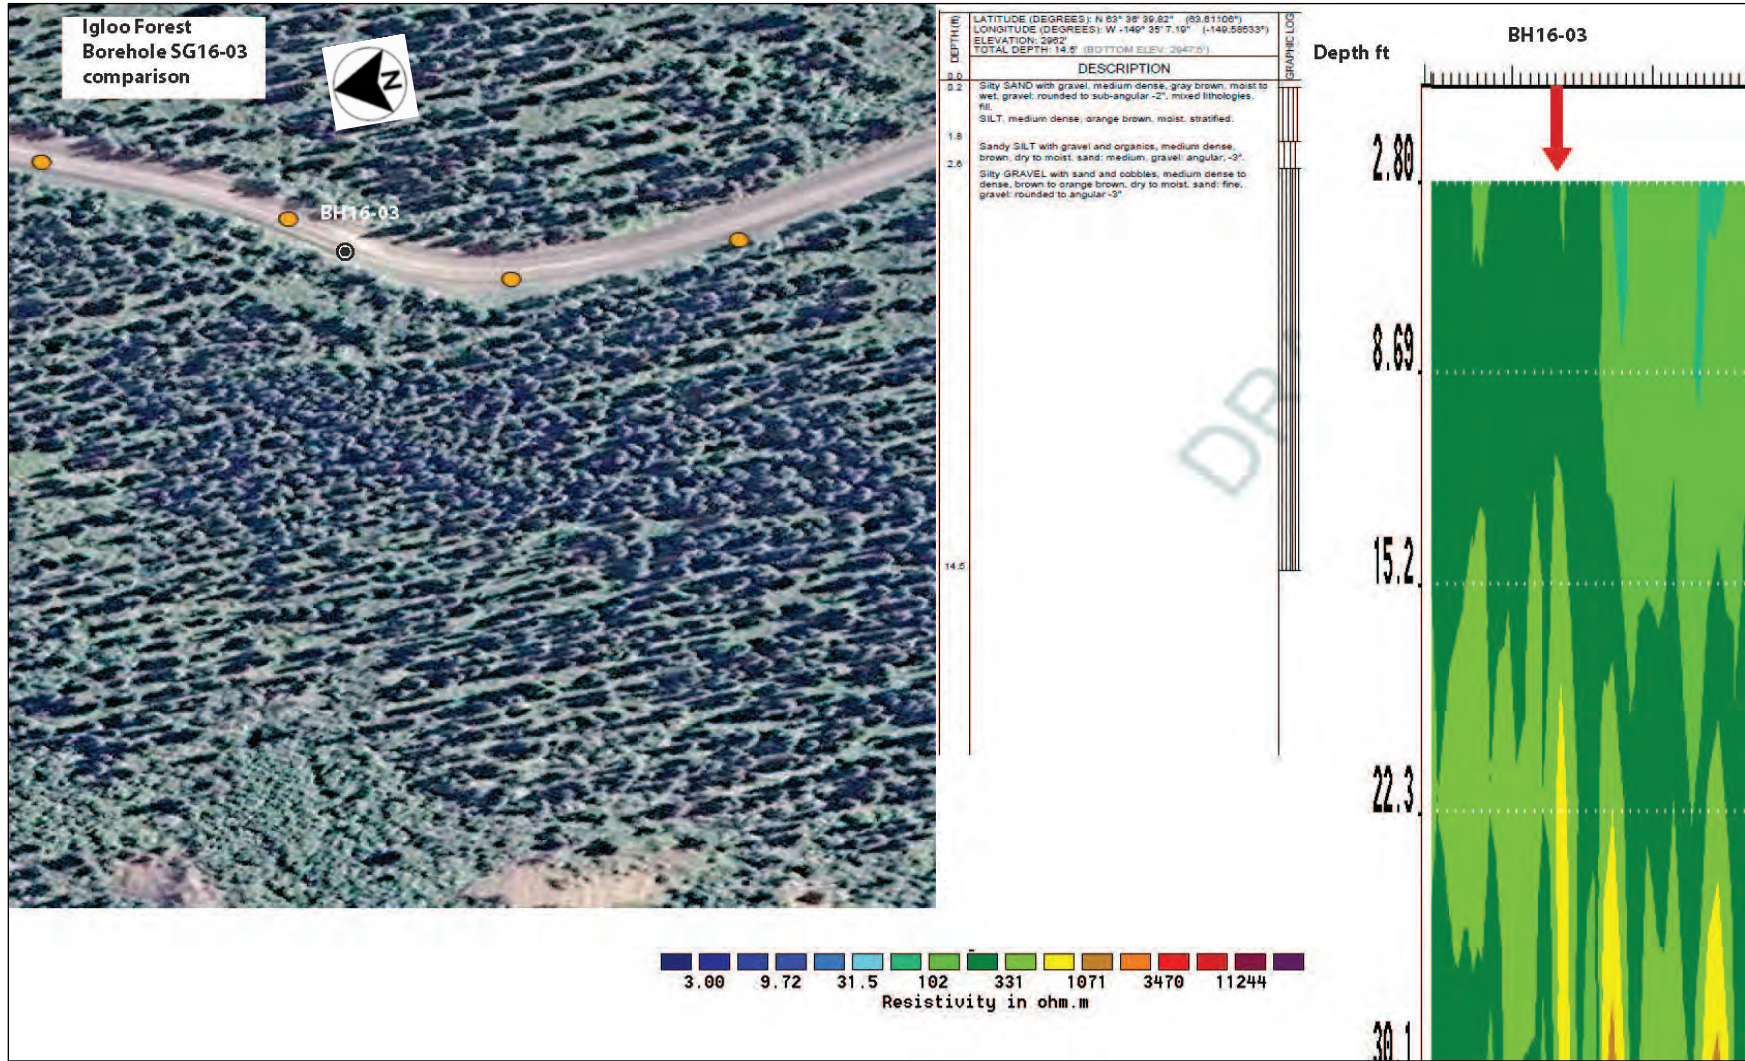 Igloo Forest
Borehole SG16-03
comparison
N
BH16-03
DEPTH (ft)
LATITUDE (DEGREES): N 63° 36' 39.82" (63.61106°)
LONGITUDE (DEGREES): W -149° 35' 7.19" (-149.58533°)
ELEVATION: 2962'
TOTAL DEPTH: 14.5' (BOTTOM ELEV: 2947.5')
GRAPHIC LOG
DESCRIPTION
0.0
0.2
Silty SAND with gravel, medium dense, gray brown, moist to
wet, gravel: rounded to sub-angular -2", mixed lithologies,
fill.
SILT, medium dense, orange brown, moist, stratified.
1.8
Sandy SILT with gravel and organics, medium dense,
brown, dry to moist, sand: medium, gravel: angular, -3".
2.6
Silty GRAVEL with sand and cobbles, medium dense to
dense, brown to orange brown, dry to moist, sand: fine,
gravel: rounded to angular -3"
14.5
Depth ft
BH16-03
2.80
8.69
15.2
22.3
30.1
3.00 9.72 31.5 102 331 1071 3470 11244
Resistivity in ohm.m